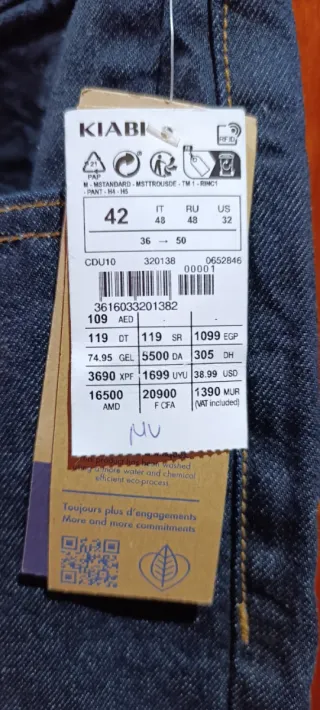 KIABI
RFID
21
PAP
M - MSTANDARD - MSTTROUSDE - TM 1 - RIMC1
- PANT - H4 - H5
42 IT RU US
48 48 32
36 → 50
CDU10 320138 0652846
00001
3616033201382
109 AED - -
119 DT 119 SR 1099 EGP
74.95 GEL 5500 DA 305 DH
3690 XPF 1699 UYU 38.99 USD
16500 20900 1390 MUR
AMD F CFA (VAT included)
NV
washed
more water and chemical
efficient eco-process.
Toujours plus d'engagements
More and more commitments